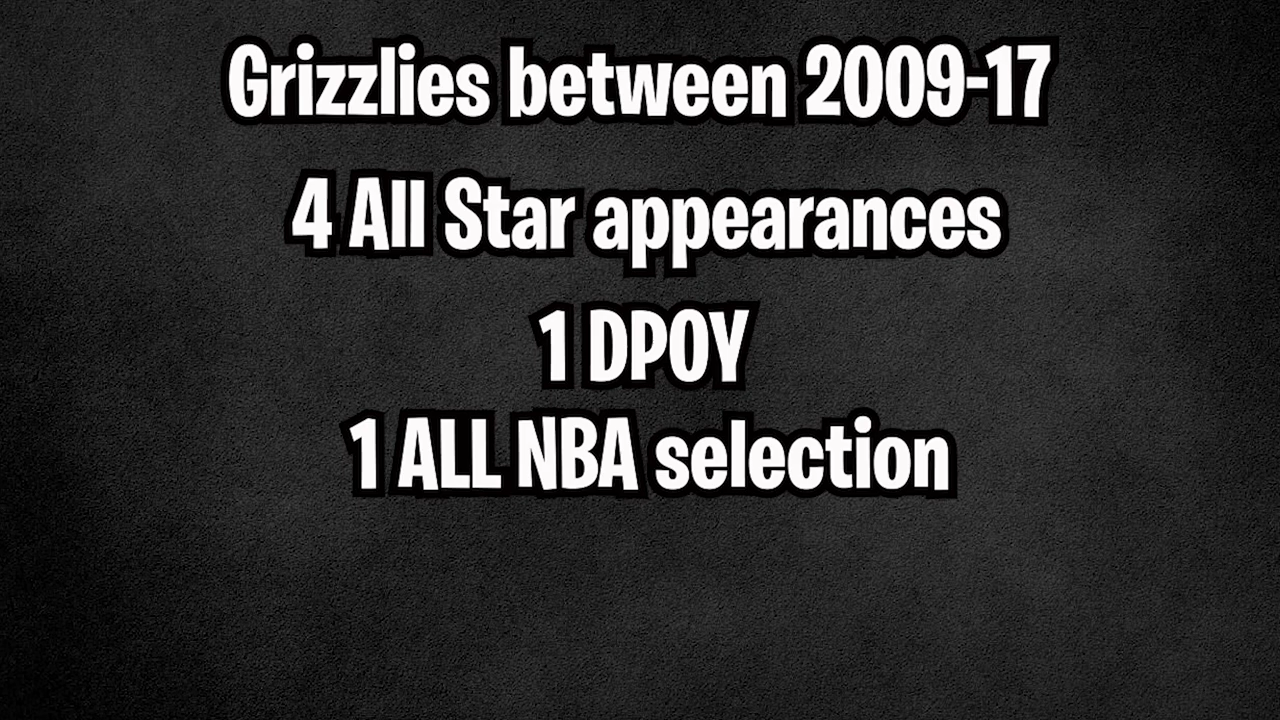 Grizzlies between 2009-17
4 All Star appearances
1 DPOY
1 ALL NBA selection